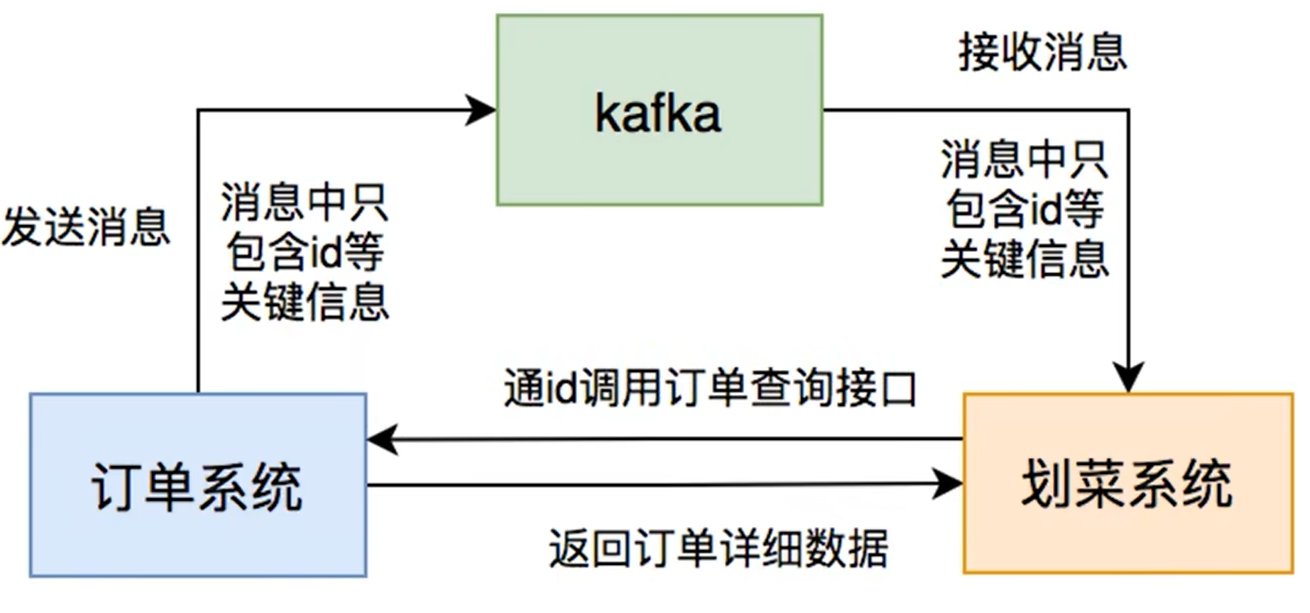 kafka
接收消息
发送消息
消息中只
包含id等
关键信息
消息中只
包含id等
关键信息
通id调用订单查询接口
订单系统
划菜系统
返回订单详细数据